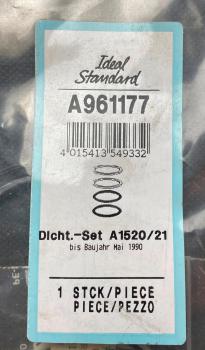 Ideal
Standard
A961177
4 015413 549332
Dicht.-Set A1520/21
bis Baujahr Mai 1990
1 STCK/PIECE
PIECE/PEZZO